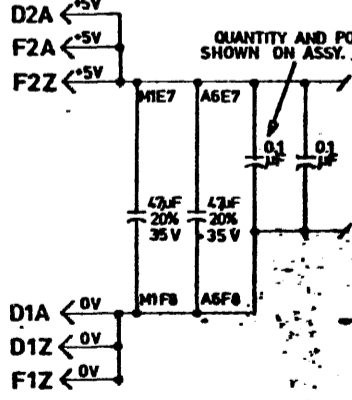 D2A +5V
F2A +5V
F2Z +5V
QUANTITY AND PO
SHOWN ON ASSY.
M1E7 A6E7
0.1 µF 0.1 µF
47µF 20% 35V 47µF 20% 35V
M1F8 A6F8
D1A 0V
D1Z 0V
F1Z 0V